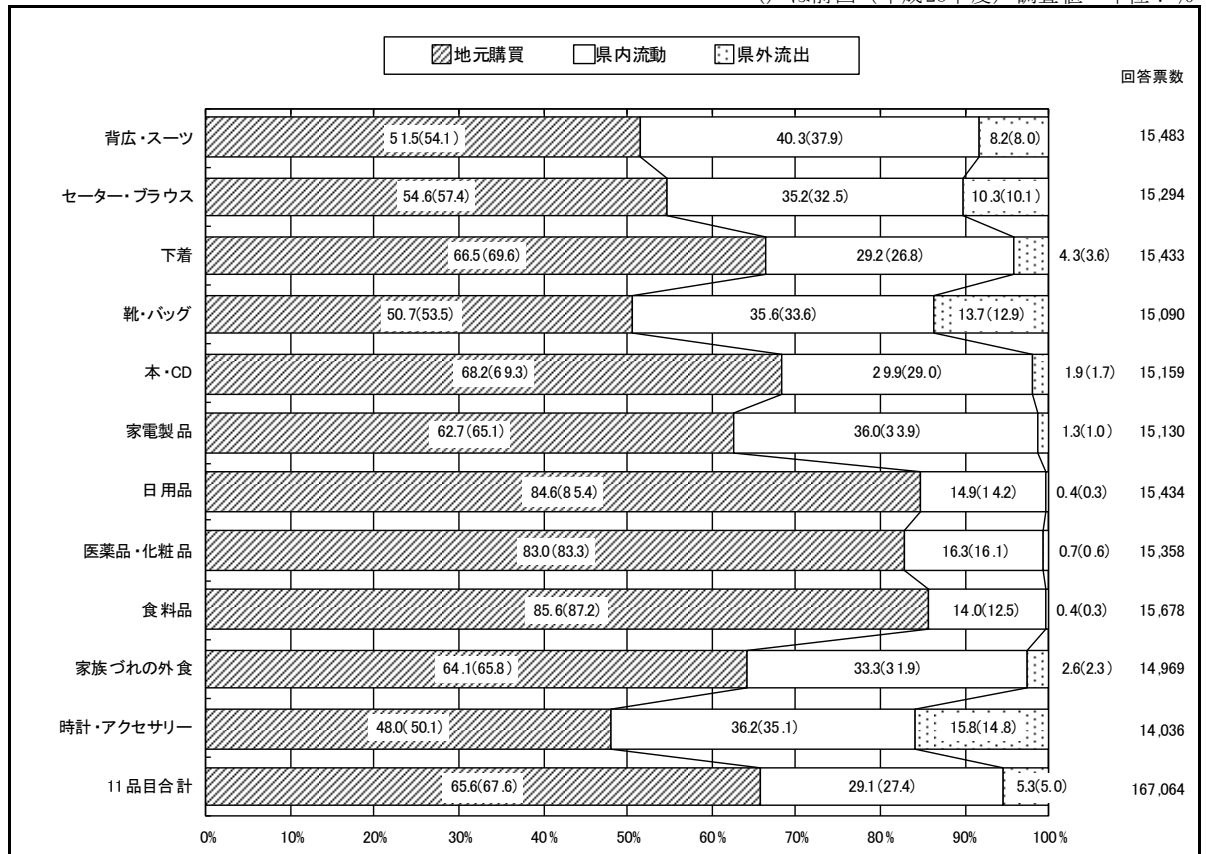 地元購買 県内流動 県外流出
回答票数
背広・スーツ 51.5(54.1) 40.3(37.9) 8.2(8.0) 15,483
セーター・ブラウス 54.6(57.4) 35.2(32.5) 10.3(10.1) 15,294
下着 66.5(69.6) 29.2(26.8) 4.3(3.6) 15,433
靴・バッグ 50.7(53.5) 35.6(33.6) 13.7(12.9) 15,090
本・CD 68.2(69.3) 29.9(29.0) 1.9(1.7) 15,159
家電製品 62.7(65.1) 36.0(33.9) 1.3(1.0) 15,130
日用品 84.6(85.4) 14.9(14.2) 0.4(0.3) 15,434
医薬品・化粧品 83.0(83.3) 16.3(16.1) 0.7(0.6) 15,358
食料品 85.6(87.2) 14.0(12.5) 0.4(0.3) 15,678
家族づれの外食 64.1(65.8) 33.3(31.9) 2.6(2.3) 14,969
時計・アクセサリー 48.0(50.1) 36.2(35.1) 15.8(14.8) 14,036
11品目合計 65.6(67.6) 29.1(27.4) 5.3(5.0) 167,064
0% 10% 20% 30% 40% 50% 60% 70% 80% 90% 100%